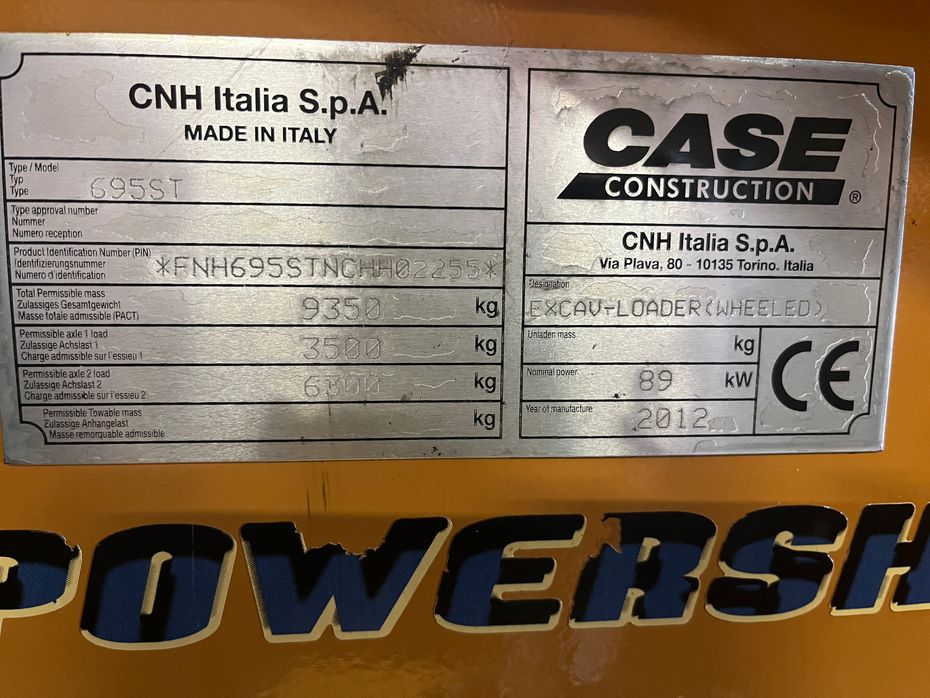 CNH Italia S.p.A.
MADE IN ITALY
Type / Model
Typ
Type
695ST
Type approval number
Nummer
Numero reception
Product Identification Number (PIN)
Identifizierungsnummer
Numero d'identification
*FNH695STNCHH02255*
Total Permissible mass
Zulassiges Gesamtgewicht
Masse totale admissible (PACT)
9350 kg
Permissible axle 1 load
Zulassige Achslast 1
Charge admissible sur l'essieu 1
3500 kg
Permissible axle 2 load
Zulassige Achslast 2
Charge admissible sur l'essieu 2
6300 kg
Permissible Towable mass
Zulassige Anhangelast
Masse remorquable admissible
kg
CASE
CONSTRUCTION ®
CNH Italia S.p.A.
Via Plava, 80 - 10135 Torino. Italia
Designation
EXCAV-LOADER(WHEELED)
Unladen mass
kg
Nominal power
89 kW
Year of manufacture
2012
CE
POWERSH